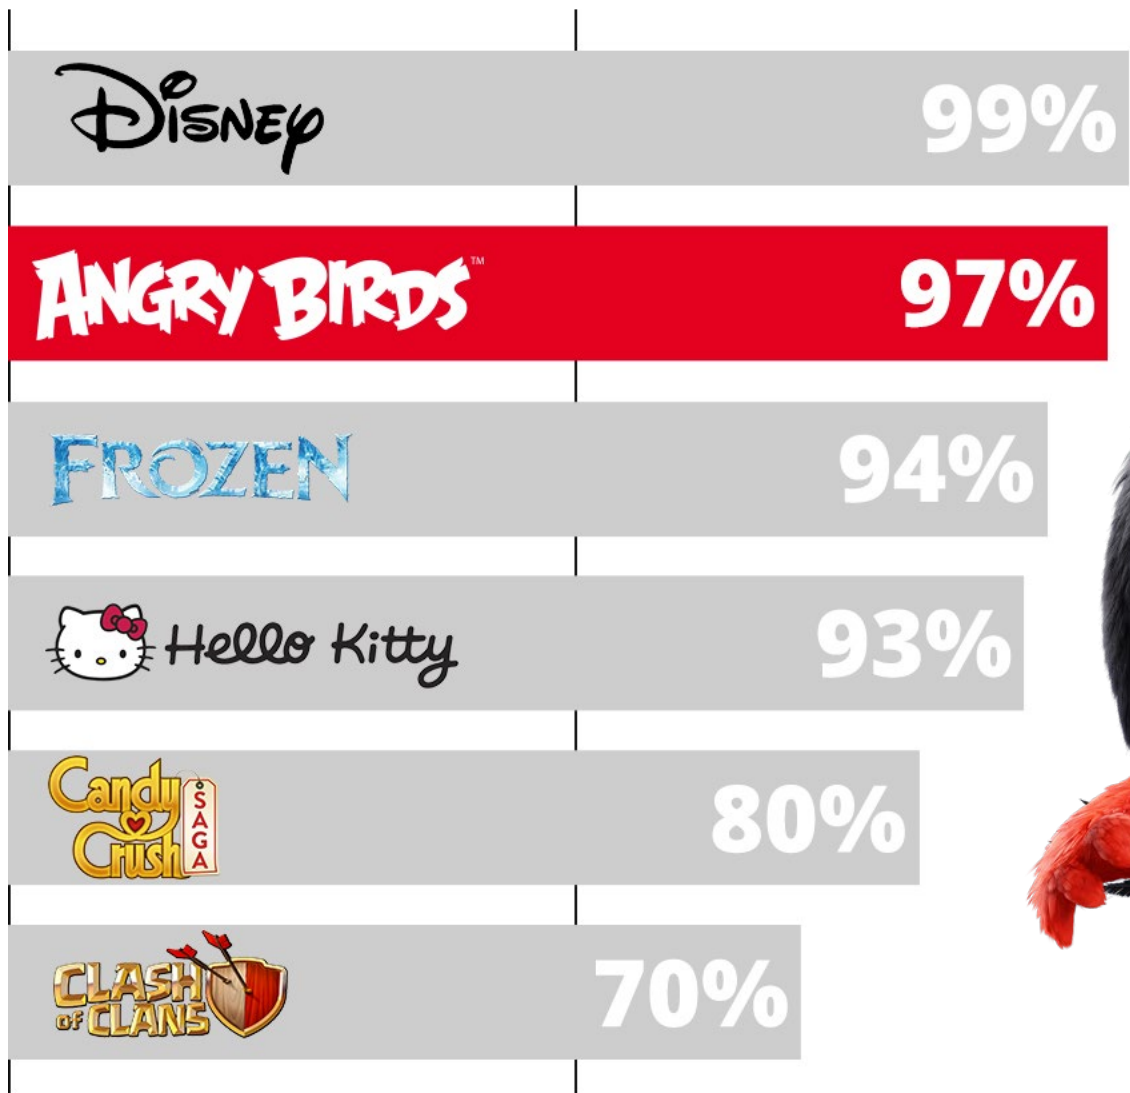 Disney
99%
ANGRY BIRDS™
97%
FROZEN
94%
Hello Kitty
93%
Candy
Crush
SAGA
80%
CLASH
OF CLANS
70%